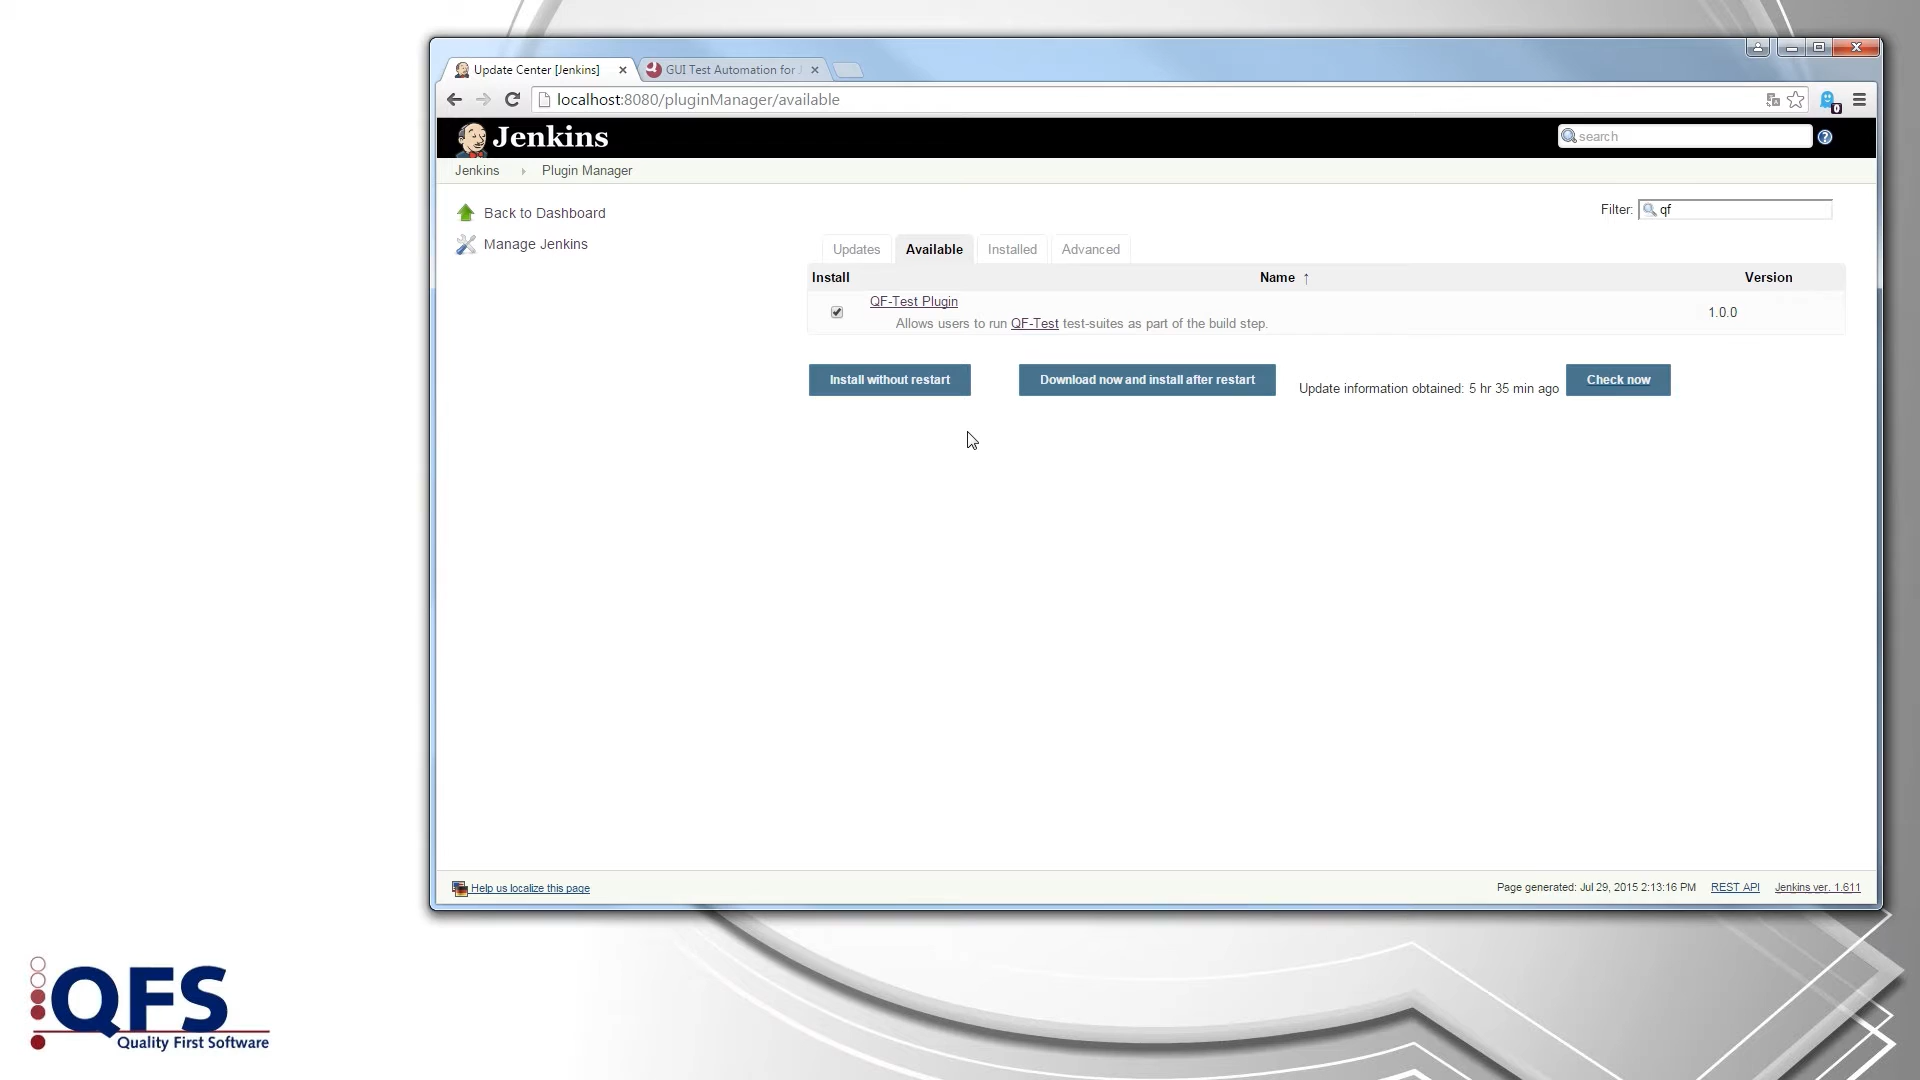 Update Center [Jenkins]
GUI Test Automation for J
localhost:8080/pluginManager/available
0
Jenkins
search
Jenkins
Plugin Manager
Back to Dashboard
Manage Jenkins
Filter: qf
Updates
Available
Installed
Advanced
Install
Name ↑
Version
QF-Test Plugin
Allows users to run QF-Test test-suites as part of the build step.
1.0.0
Install without restart
Download now and install after restart
Update information obtained: 5 hr 35 min ago
Check now
Help us localize this page
Page generated: Jul 29, 2015 2:13:16 PM
REST API
Jenkins ver. 1.611
QFS
Quality First Software